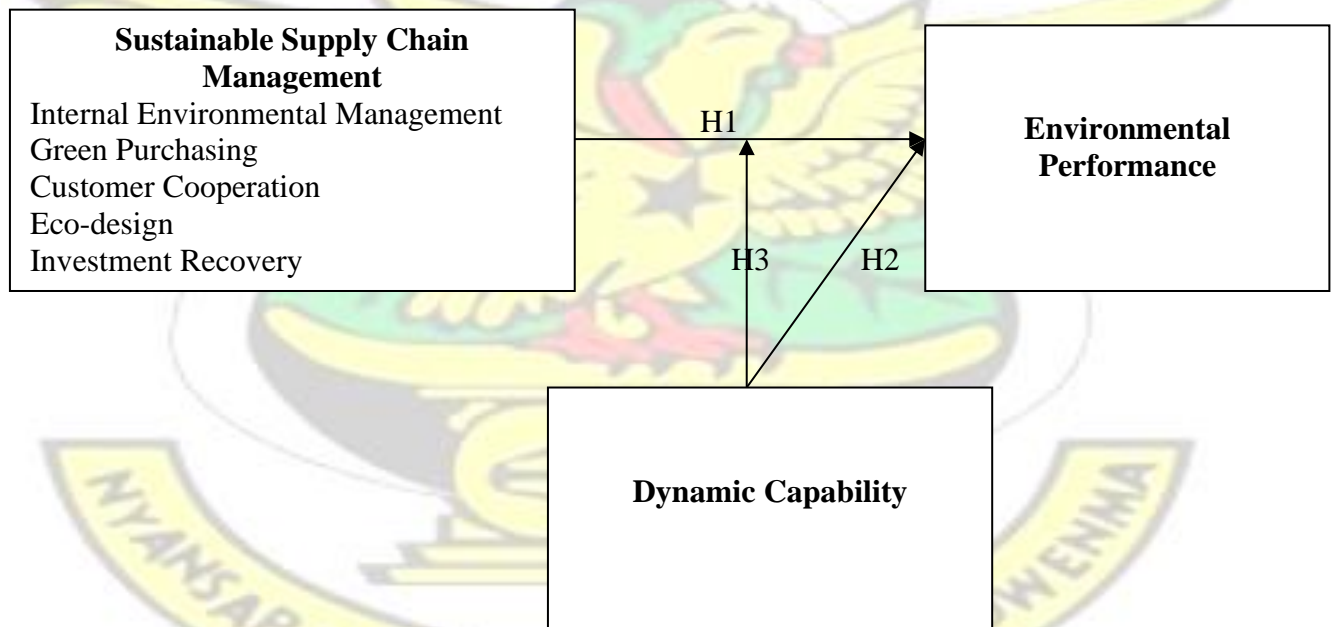 Sustainable Supply Chain
Management
Internal Environmental Management
Green Purchasing
Customer Cooperation
Eco-design
Investment Recovery
H1
Environmental
Performance
H3
H2
Dynamic Capability